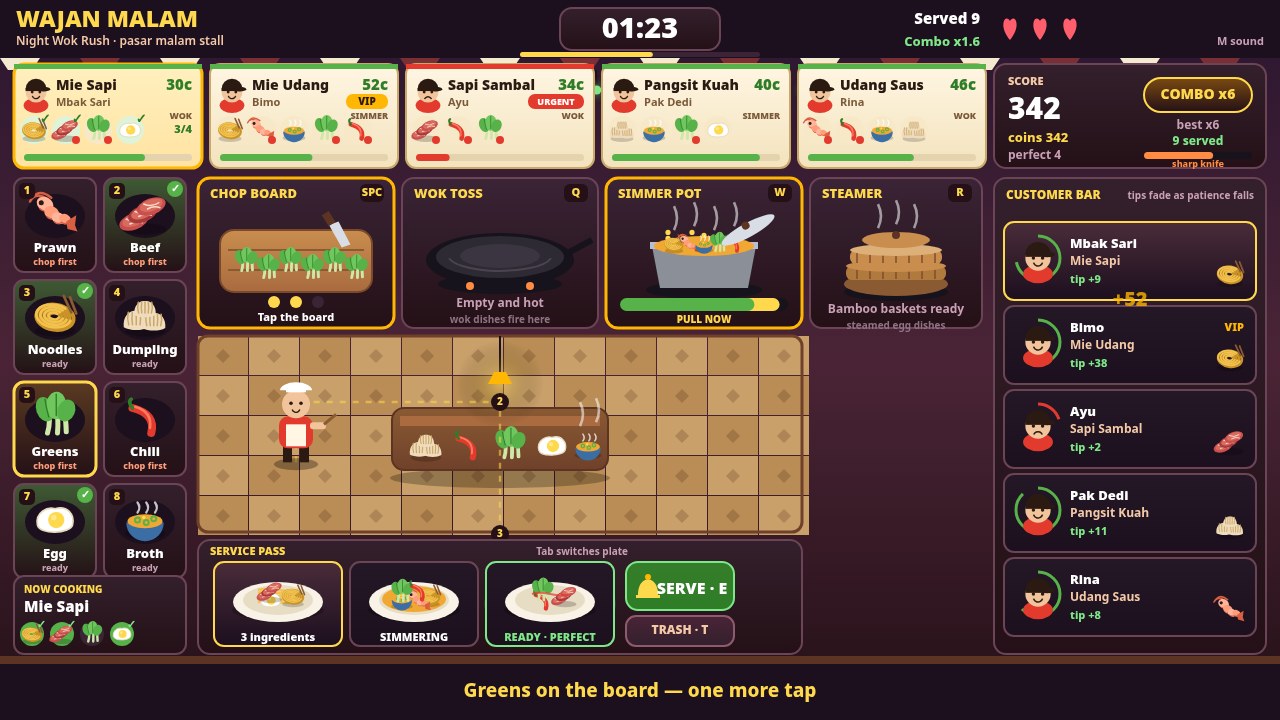 WAJAN MALAM
Night Wok Rush · pasar malam stall
01:23
Served 9
Combo x1.6
M sound
Mie Sapi 30c
Mbak Sari
WOK
3/4
Mie Udang 52c
Bimo VIP
SIMMER
Sapi Sambal 34c
Ayu URGENT
WOK
Pangsit Kuah 40c
Pak Dedi
SIMMER
Udang Saus 46c
Rina
WOK
SCORE
342
coins 342
perfect 4
COMBO x6
best x6
9 served
sharp knife
1
Prawn
chop first
2
Beef
chop first
3
Noodles
ready
4
Dumpling
ready
5
Greens
chop first
6
Chili
chop first
7
Egg
ready
8
Broth
ready
NOW COOKING
Mie Sapi
CHOP BOARD SPC
Tap the board
WOK TOSS Q
Empty and hot
wok dishes fire here
SIMMER POT W
PULL NOW
STEAMER R
Bamboo baskets ready
steamed egg dishes
2
3
SERVICE PASS Tab switches plate
3 ingredients
SIMMERING
READY · PERFECT
SERVE · E
TRASH · T
CUSTOMER BAR tips fade as patience falls
Mbak Sari
Mie Sapi
tip +9
+52
Bimo VIP
Mie Udang
tip +38
Ayu
Sapi Sambal
tip +2
Pak Dedi
Pangsit Kuah
tip +11
Rina
Udang Saus
tip +8
Greens on the board — one more tap